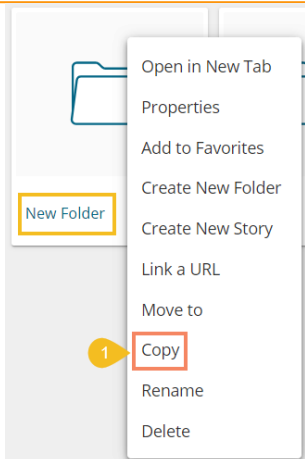 Open in New Tab
Properties
Add to Favorites
Create New Folder
New Folder
Create New Story
Link a URL
Move to
1
Copy
Rename
Delete